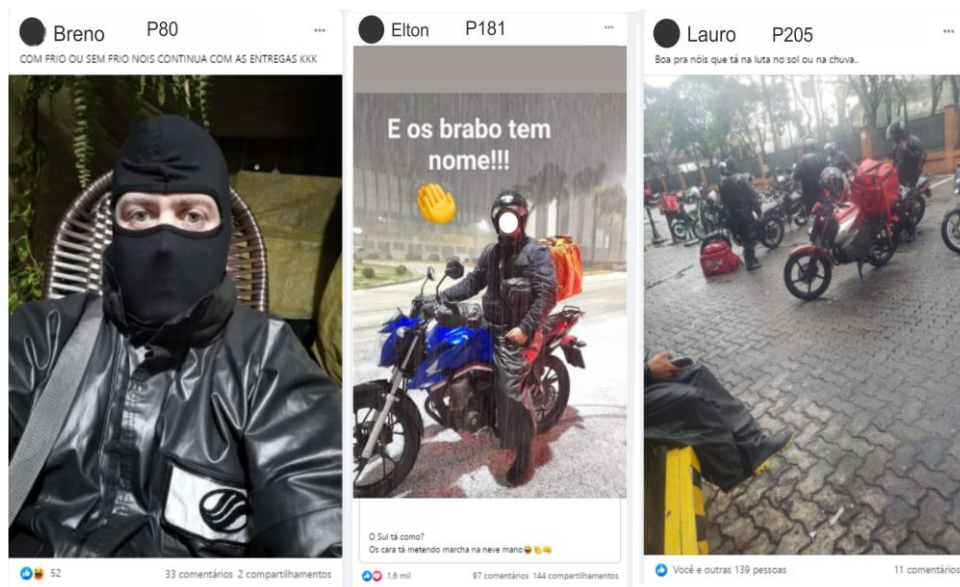 Breno P80
COM FRIO OU SEM FRIO NOIS CONTINUA COM AS ENTREGAS KKK
52
33 comentários 2 compartilhamentos
Elton P181
E os brabo tem
nome!!!
O Sul tá como?
Os cara tá metendo marcha na neve mano
1,6 mil
97 comentários 144 compartilhamentos
Lauro P205
Boa pra nóis que tá na luta no sol ou na chuva..
Você e outras 139 pessoas
11 comentários